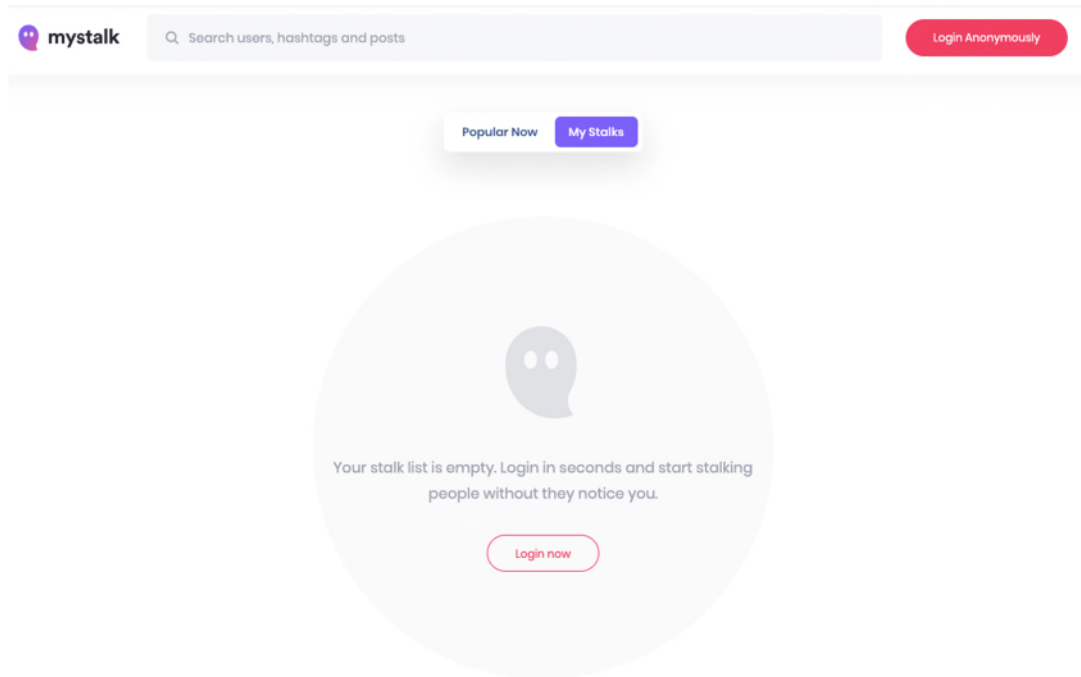 mystalk
Search users, hashtags and posts
Login Anonymously
Popular Now
My Stalks
Your stalk list is empty. Login in seconds and start stalking
people without they notice you.
Login now